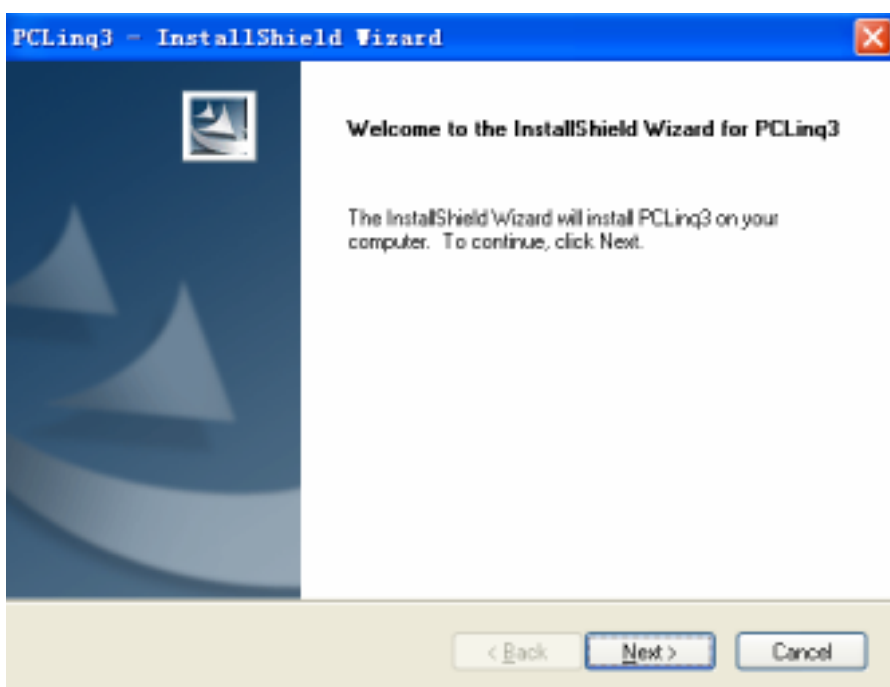 PCLinq3 - InstallShield Wizard
Welcome to the InstallShield Wizard for PCLinq3
The InstallShield Wizard will install PCLinq3 on your
computer. To continue, click Next.
< Back
Next >
Cancel